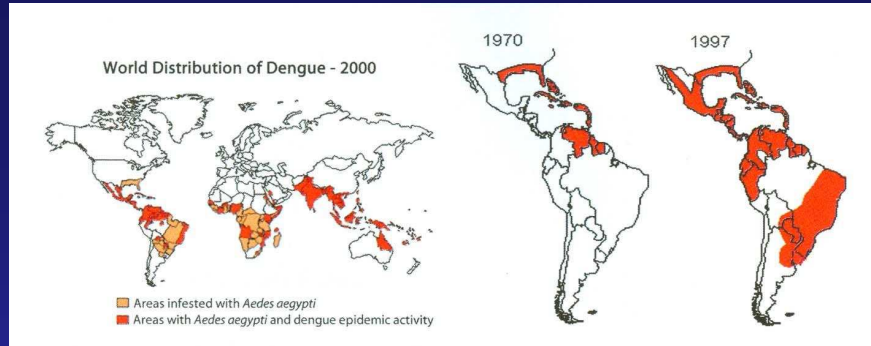 World Distribution of Dengue - 2000
Areas infested with Aedes aegypti
Areas with Aedes aegypti and dengue epidemic activity
1970
1997